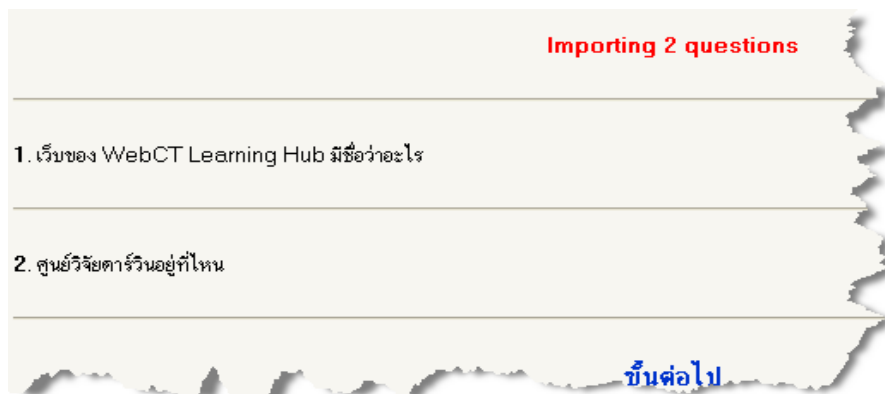 Importing 2 questions
1. เว็บของ WebCT Learning Hub มีชื่อว่าอะไร
2. ศูนย์วิจัยดาร์วินอยู่ที่ไหน
ขึ้นต่อไป